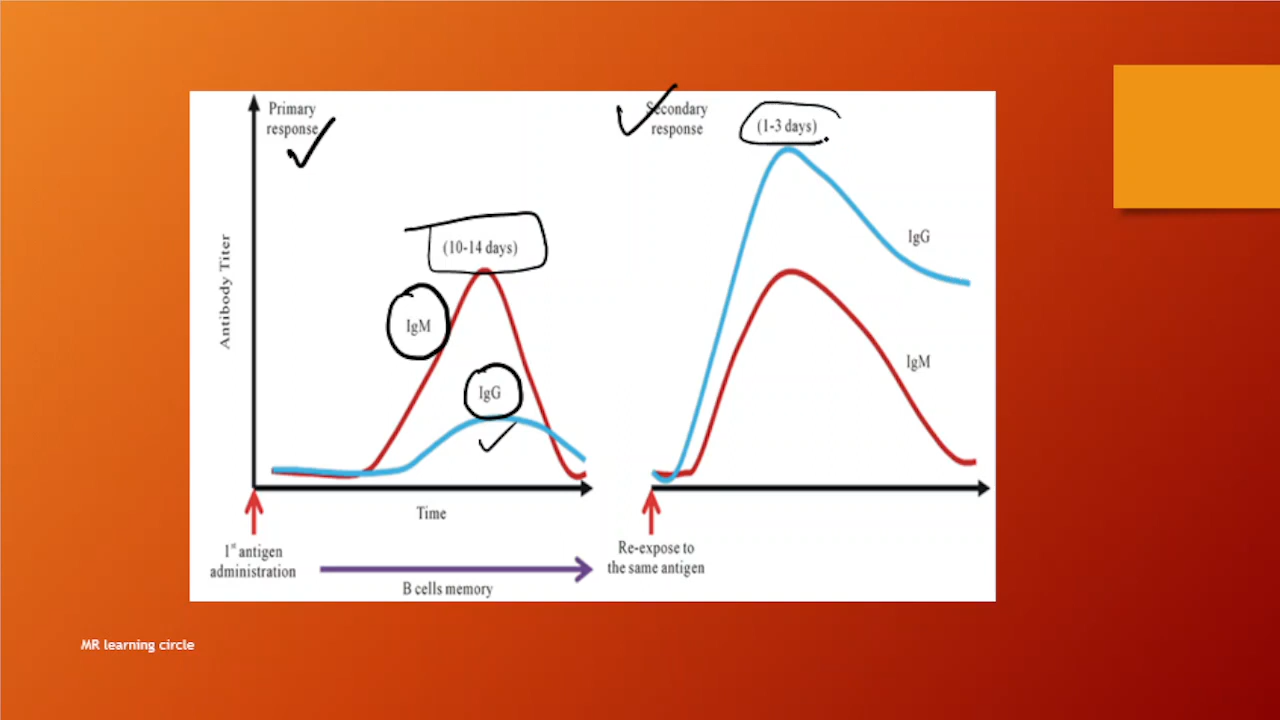 Primary
response
Secondary
response
(1-3 days)
(10-14 days)
IgM
IgG
IgG
IgM
Antibody Titer
Time
1st antigen
administration
B cells memory
Re-expose to
the same antigen
MR learning circle